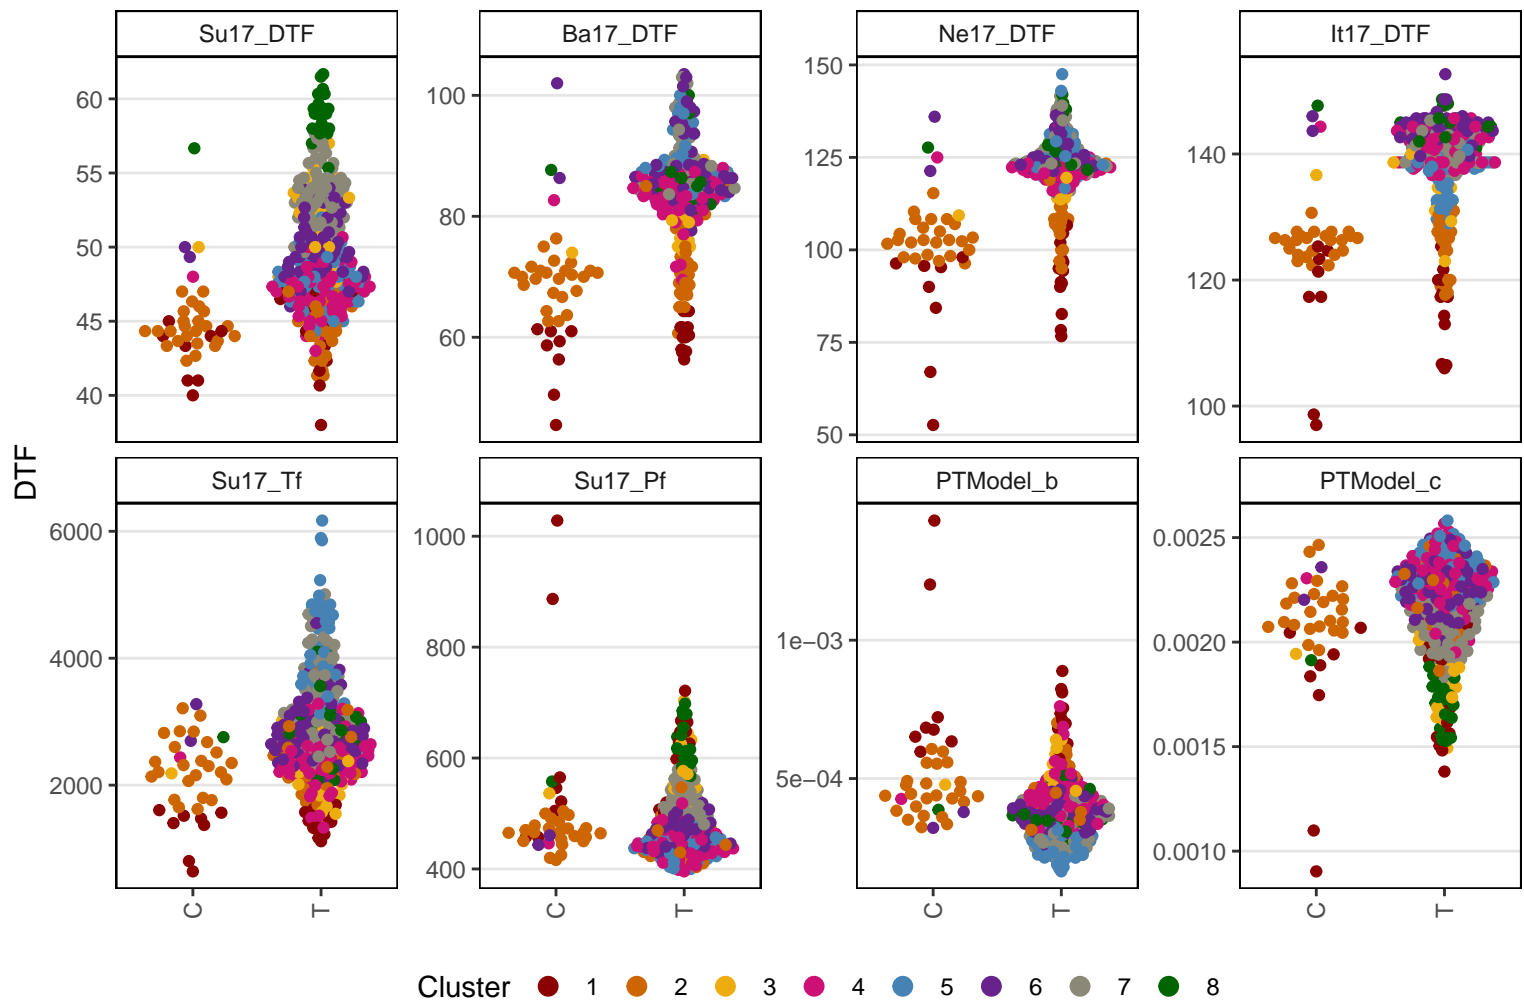 Su17_DTF Ba17_DTF Ne17_DTF It17_DTF
60 55 50 45 40
100 80 60
150 125 100 75 50
140 120 100
DTF
Su17_Tf Su17_Pf PTModel_b PTModel_c
6000 4000 2000
1000 800 600 400
1e−03 5e−04
0.0025 0.0020 0.0015 0.0010
C T C T C T C T
Cluster 1 2 3 4 5 6 7 8